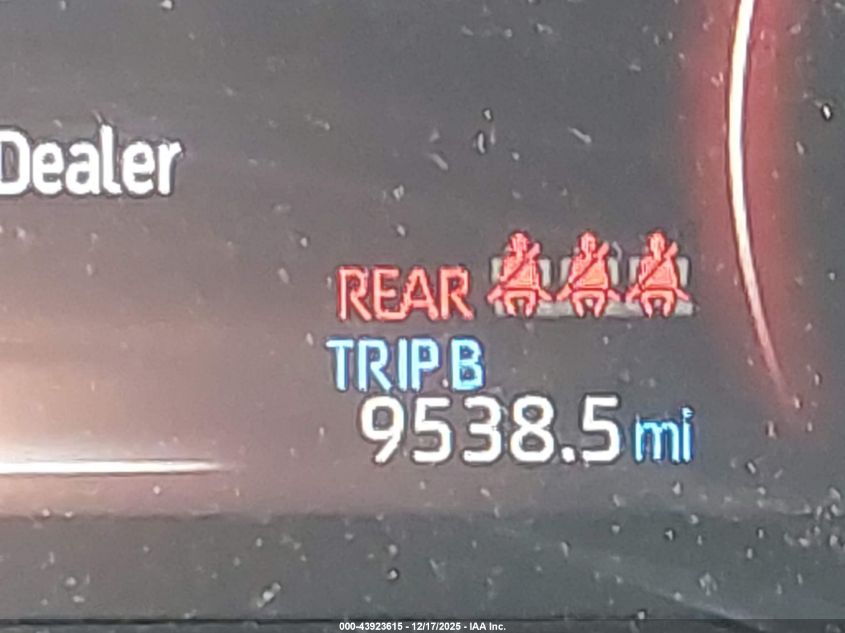 Dealer
REAR
TRIP B
9538.5 mi
000-43923615 - 12/17/2025 - IAA Inc.